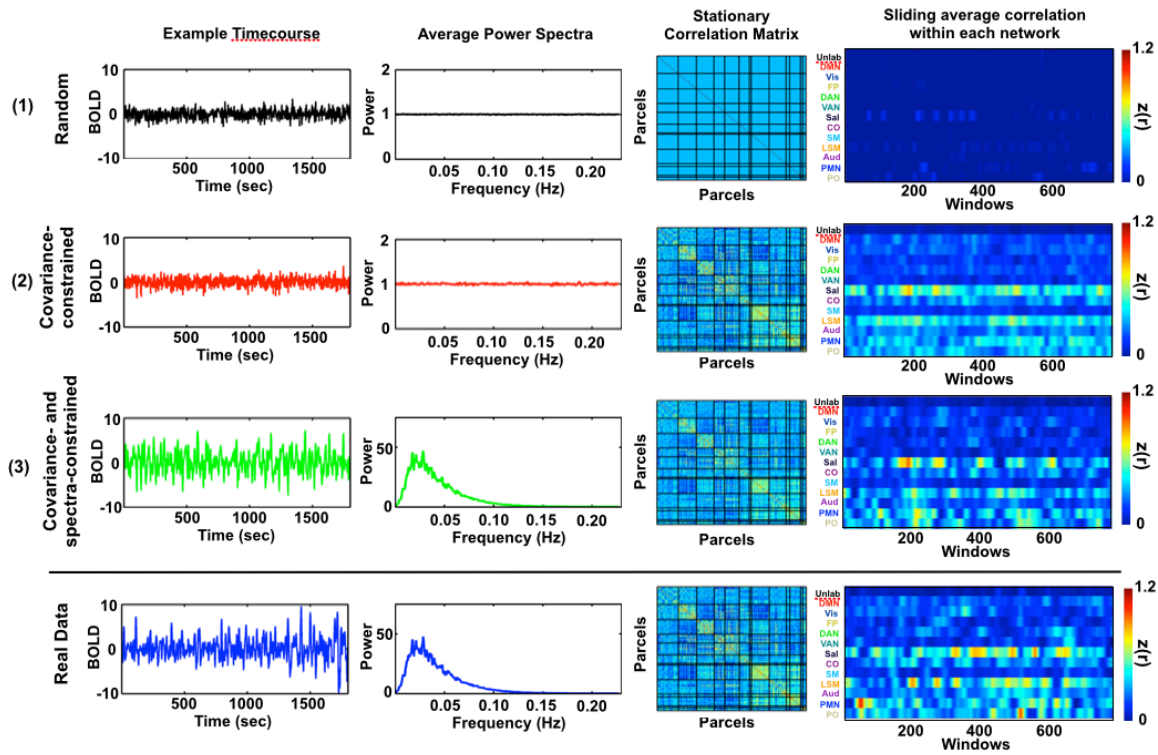 Example Timecourse
Average Power Spectra
Stationary
Correlation Matrix
Sliding average correlation
within each network
(1)
Random
BOLD
10
0
-10
500
1000
1500
Time (sec)
Power
2
1
0
0.05
0.10
0.15
0.20
Frequency (Hz)
Parcels
Parcels
Unlab
DMN
Vis
FP
DAN
VAN
Sal
CO
SM
LSM
Aud
PMN
PO
200
400
600
Windows
1.2
z(r)
0
(2)
Covariance-
constrained
BOLD
10
0
-10
500
1000
1500
Time (sec)
Power
2
1
0
0.05
0.10
0.15
0.20
Frequency (Hz)
Parcels
Parcels
Unlab
DMN
Vis
FP
DAN
VAN
Sal
CO
SM
LSM
Aud
PMN
PO
200
400
600
Windows
1.2
z(r)
0
(3)
Covariance- and
spectra-constrained
BOLD
10
0
-10
500
1000
1500
Time (sec)
Power
50
0
0.05
0.10
0.15
0.20
Frequency (Hz)
Parcels
Parcels
Unlab
DMN
Vis
FP
DAN
VAN
Sal
CO
SM
LSM
Aud
PMN
PO
200
400
600
Windows
1.2
z(r)
0
Real Data
BOLD
10
0
-10
500
1000
1500
Time (sec)
Power
50
0
0.05
0.10
0.15
0.20
Frequency (Hz)
Parcels
Parcels
Unlab
DMN
Vis
FP
DAN
VAN
Sal
CO
SM
LSM
Aud
PMN
PO
200
400
600
Windows
1.2
z(r)
0